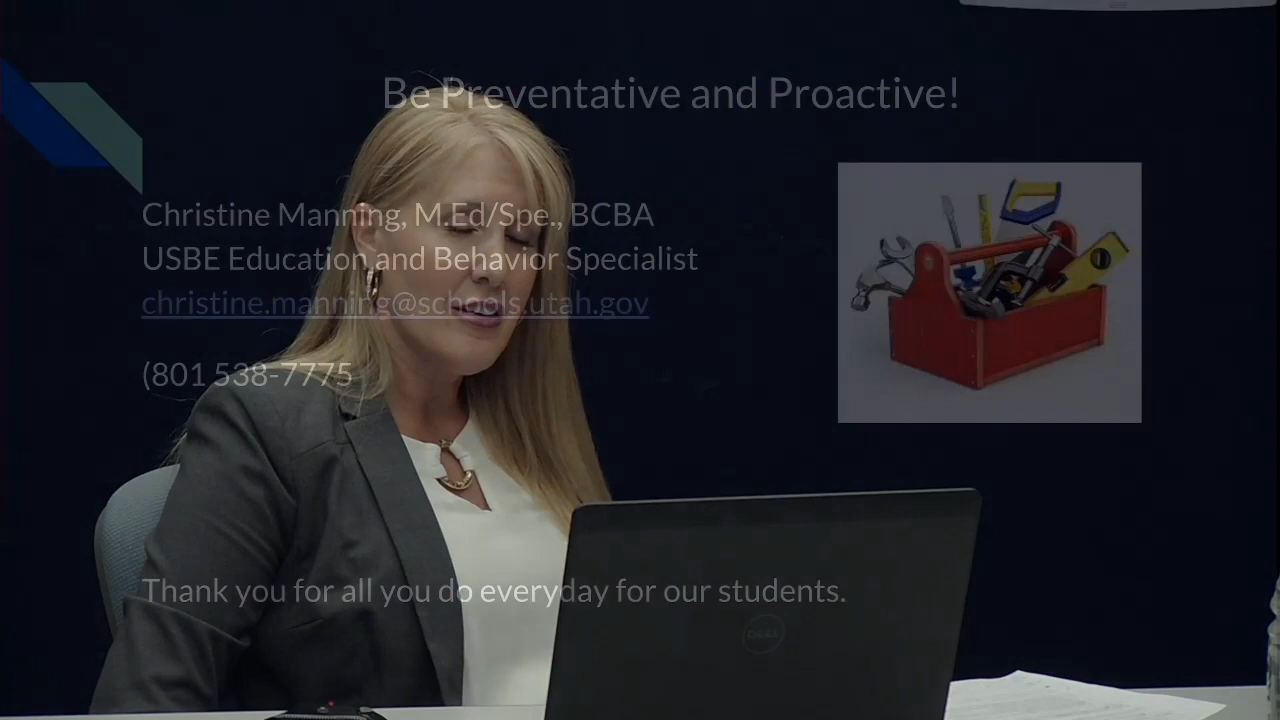 Be Preventative and Proactive!
Christine Manning, M.Ed/Spe., BCBA
USBE Education and Behavior Specialist
christine.manning@schools.utah.gov
(801 538-7775
Thank you for all you do everyday for our students.
DELL